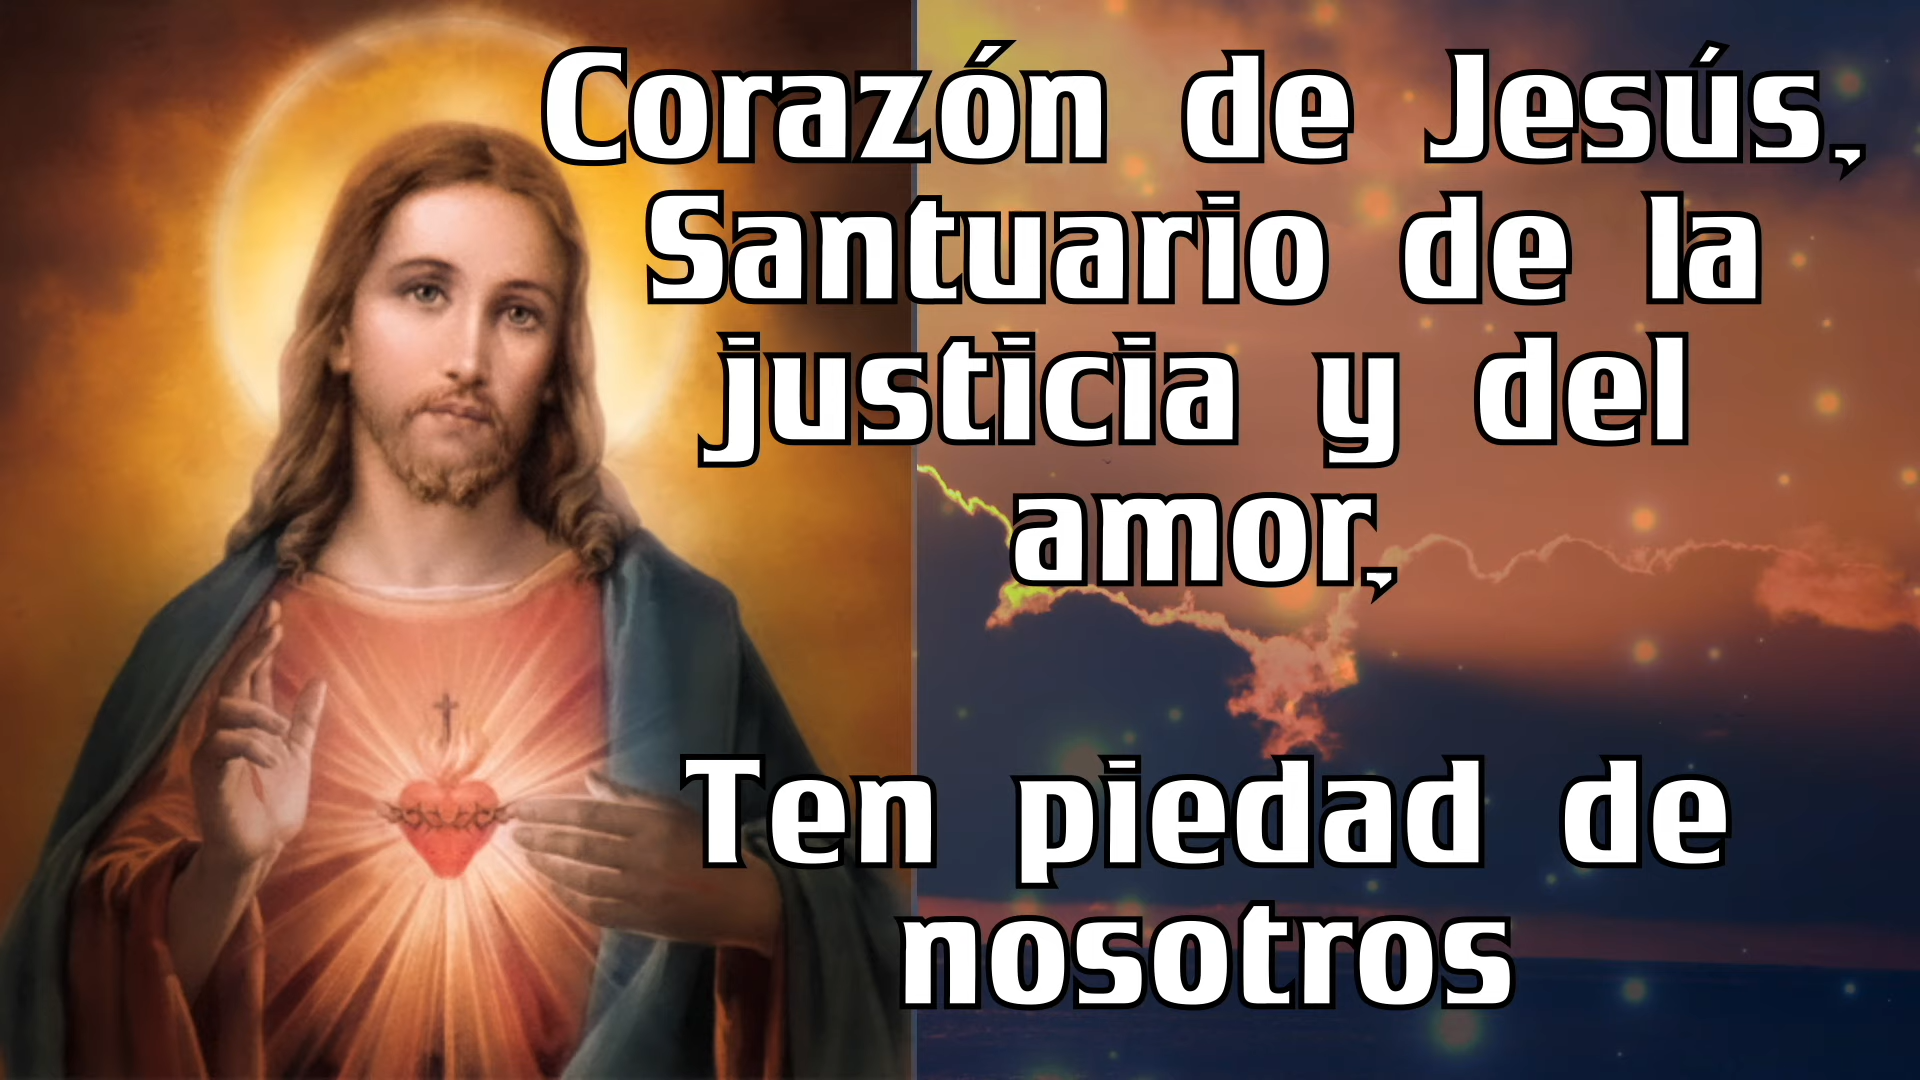 Corazón de Jesús,
Santuario de la
justicia y del
amor,
Ten piedad de
nosotros